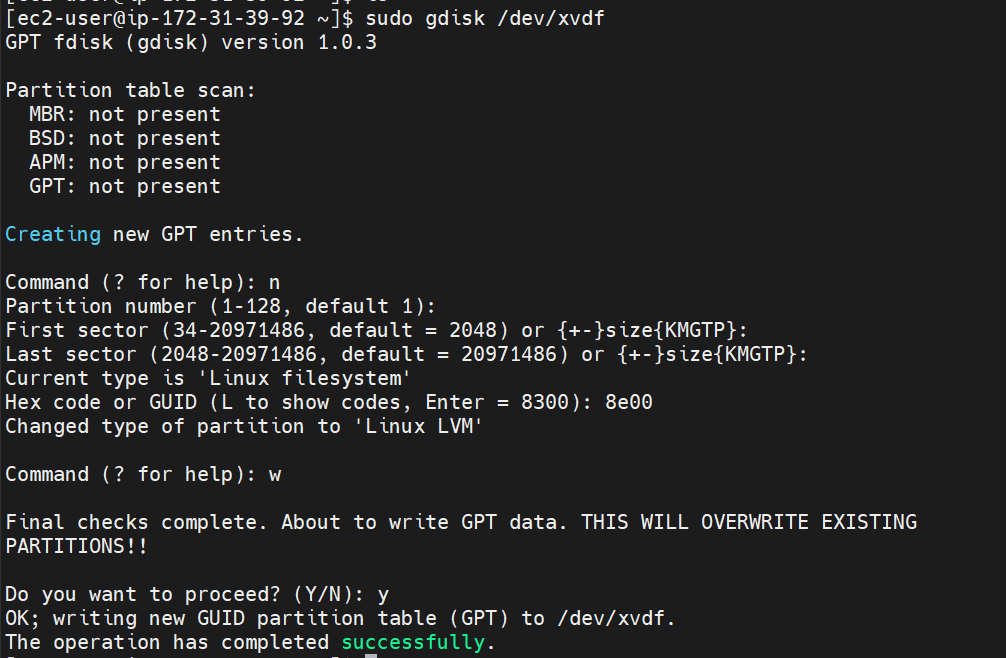 [ec2-user@ip-172-31-39-92 ~]$ sudo gdisk /dev/xvdf
GPT fdisk (gdisk) version 1.0.3
Partition table scan:
MBR: not present
BSD: not present
APM: not present
GPT: not present
Creating new GPT entries.
Command (? for help): n
Partition number (1-128, default 1):
First sector (34-20971486, default = 2048) or {+-}size{KMGTP}:
Last sector (2048-20971486, default = 20971486) or {+-}size{KMGTP}:
Current type is 'Linux filesystem'
Hex code or GUID (L to show codes, Enter = 8300): 8e00
Changed type of partition to 'Linux LVM'
Command (? for help): w
Final checks complete. About to write GPT data. THIS WILL OVERWRITE EXISTING
PARTITIONS!!
Do you want to proceed? (Y/N): y
OK; writing new GUID partition table (GPT) to /dev/xvdf.
The operation has completed successfully.